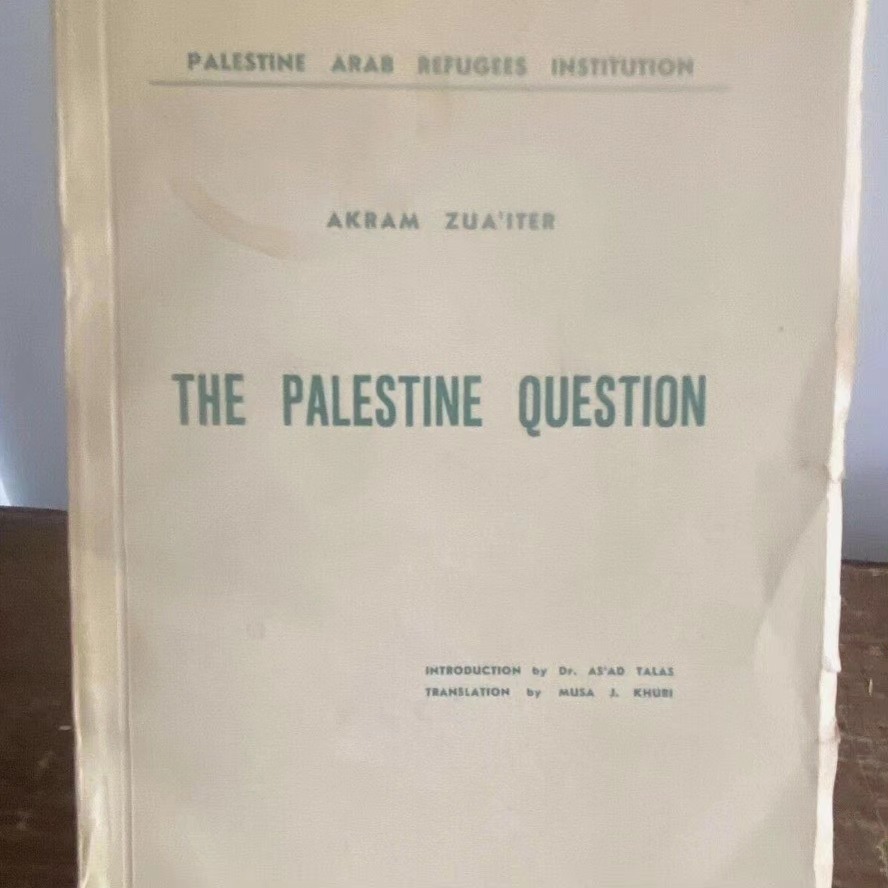 PALESTINE ARAB REFUGEES INSTITUTION
AKRAM ZUA'ITER
THE PALESTINE QUESTION
INTRODUCTION by Dr. AS'AD TALAS
TRANSLATION by MUSA J. KHURI